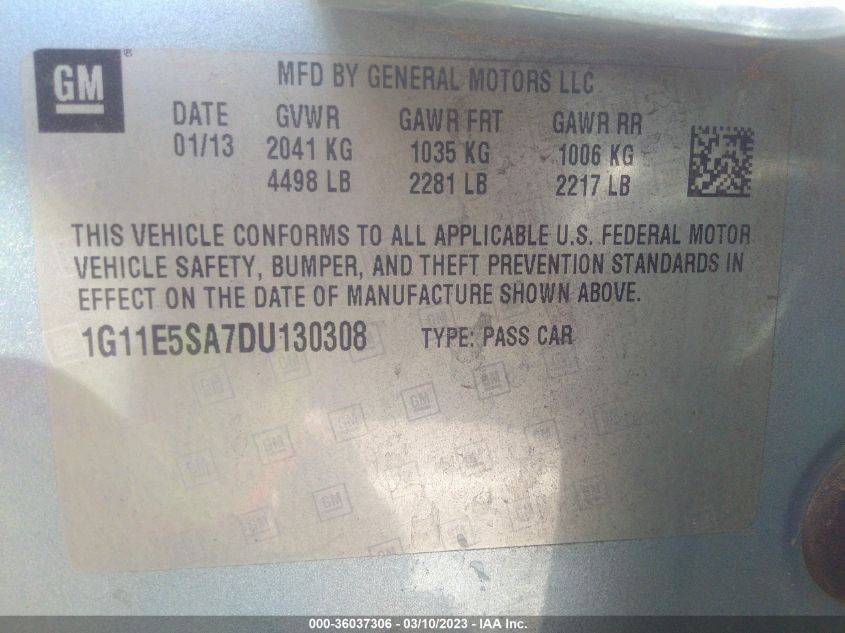 GM®
MFD BY GENERAL MOTORS LLC
DATE GVWR GAWR FRT GAWR RR
01/13 2041 KG 1035 KG 1006 KG
4498 LB 2281 LB 2217 LB
THIS VEHICLE CONFORMS TO ALL APPLICABLE U.S. FEDERAL MOTOR
VEHICLE SAFETY, BUMPER, AND THEFT PREVENTION STANDARDS IN
EFFECT ON THE DATE OF MANUFACTURE SHOWN ABOVE.
1G11E5SA7DU130308 TYPE: PASS CAR
000-36037306 - 03/10/2023 - IAA Inc.